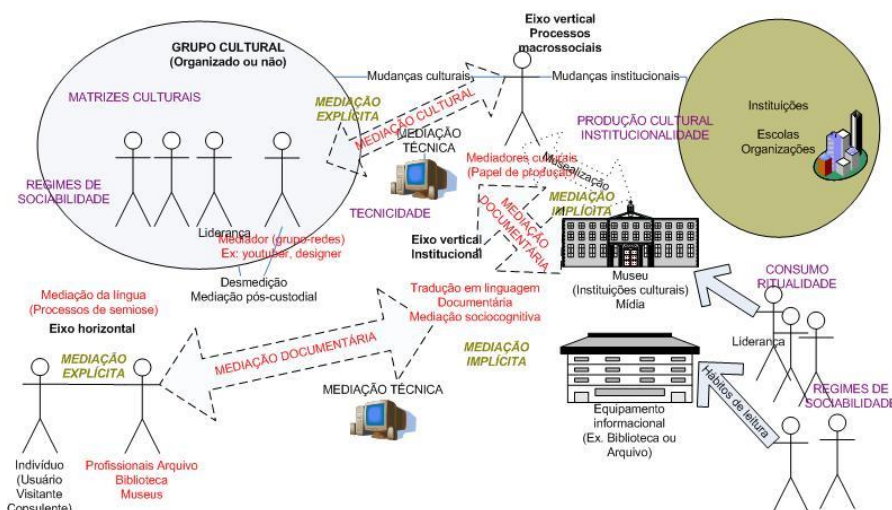 GRUPO CULTURAL
(Organizado ou não)
MATRIZES CULTURAIS
REGIMES DE
SOCIABILIDADE
Liderança
Mediador (grupo-redes)
Ex: youtuber, designer
Desmedição
Mediação pós-custodial
Eixo vertical
Processos
macrossociais
Mudanças culturais
Mudanças institucionais
MEDIAÇÃO
EXPLÍCITA
MEDIAÇÃO CULTURAL
MEDIAÇÃO
TÉCNICA
TECNICIDADE
Mediadores culturais
(Papel de produção)
Musealização
PRODUÇÃO CULTURAL
INSTITUCIONALIDADE
Instituições
Escolas
Organizações
MEDIAÇÃO
IMPLÍCITA
MEDIAÇÃO
DOCUMENTÁRIA
Eixo vertical
Institucional
Museu
(Instituições culturais)
Mídia
CONSUMO
RITUALIDADE
Liderança
Mediação da língua
(Processos de semiose)
Eixo horizontal
MEDIAÇÃO
EXPLÍCITA
MEDIAÇÃO DOCUMENTÁRIA
Tradução em linguagem
Documentária
Mediação sociocognitiva
MEDIAÇÃO
IMPLÍCITA
MEDIAÇÃO TÉCNICA
Equipamento
informacional
(Ex. Biblioteca ou
Arquivo)
Hábitos de leitura
REGIMES DE
SOCIABILIDADE
Indivíduo
(Usuário
Visitante
Consulente)
Profissionais Arquivo
Biblioteca
Museus